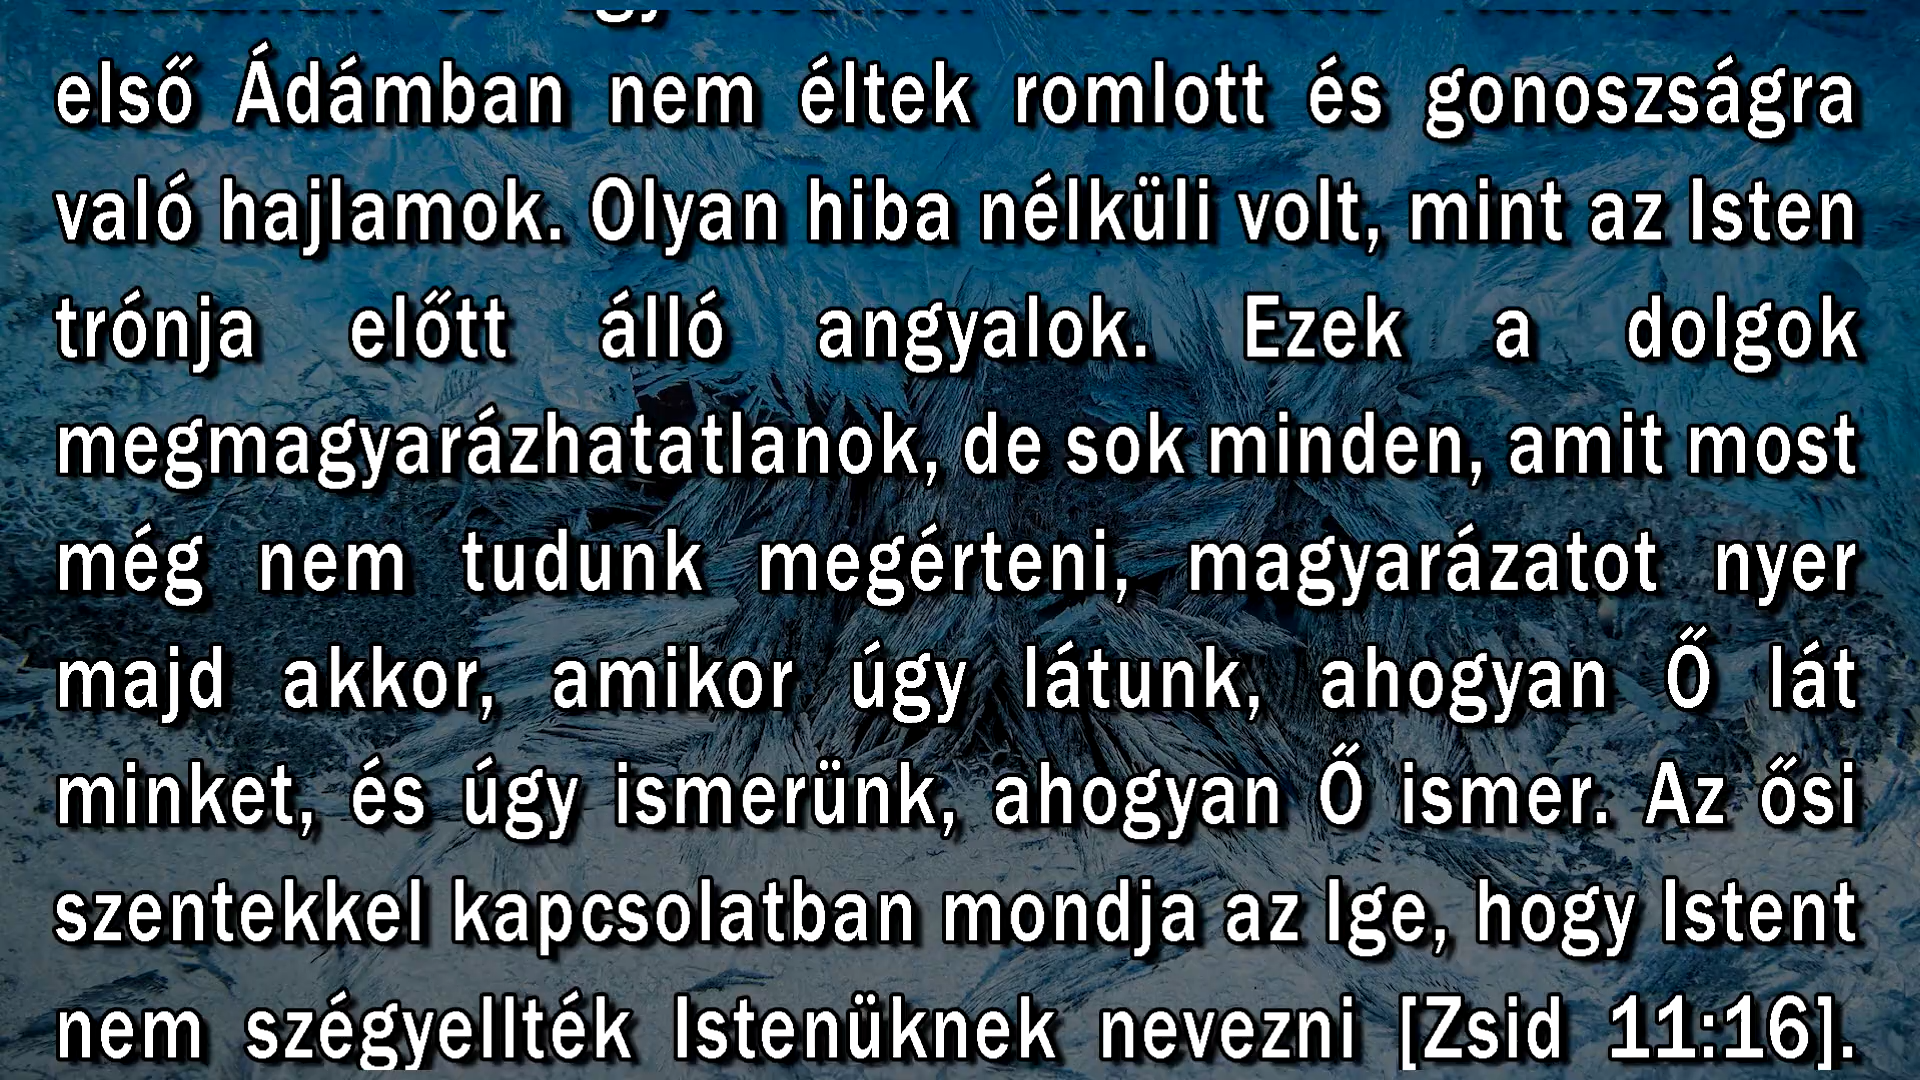 első Ádámban nem éltek romlott és gonoszságra
való hajlamok. Olyan hiba nélküli volt, mint az Isten
trónja előtt álló angyalok. Ezek a dolgok
megmagyarázhatatlanok, de sok minden, amit most
még nem tudunk megérteni, magyarázatot nyer
majd akkor, amikor úgy látunk, ahogyan Ő lát
minket, és úgy ismerünk, ahogyan Ő ismer. Az ősi
szentekkel kapcsolatban mondja az Ige, hogy Istent
nem szégyellték Istenüknek nevezni [Zsid 11:16].